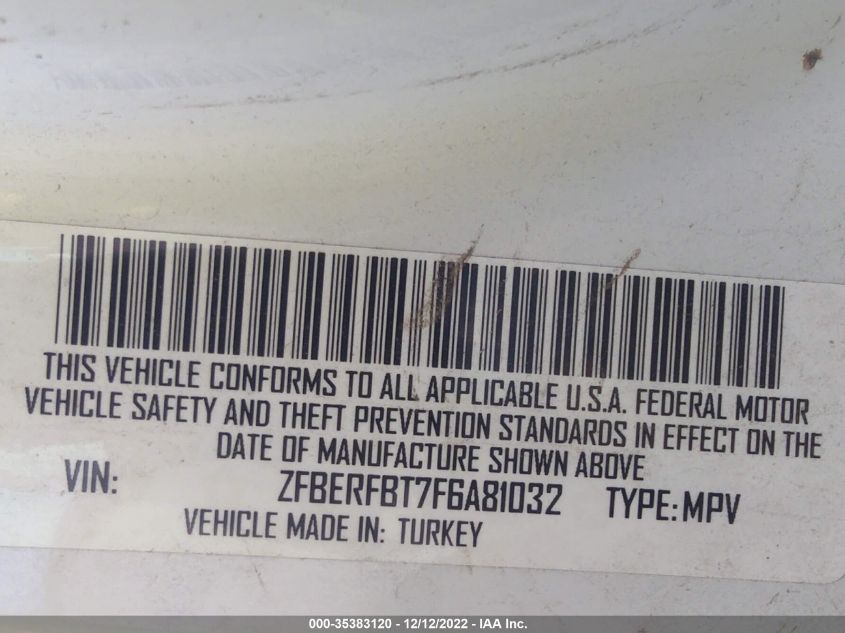 THIS VEHICLE CONFORMS TO ALL APPLICABLE U.S.A. FEDERAL MOTOR
VEHICLE SAFETY AND THEFT PREVENTION STANDARDS IN EFFECT ON THE
DATE OF MANUFACTURE SHOWN ABOVE
VIN: ZFBERFBT7F6A81032 TYPE: MPV
VEHICLE MADE IN: TURKEY
000-35383120 - 12/12/2022 - IAA Inc.